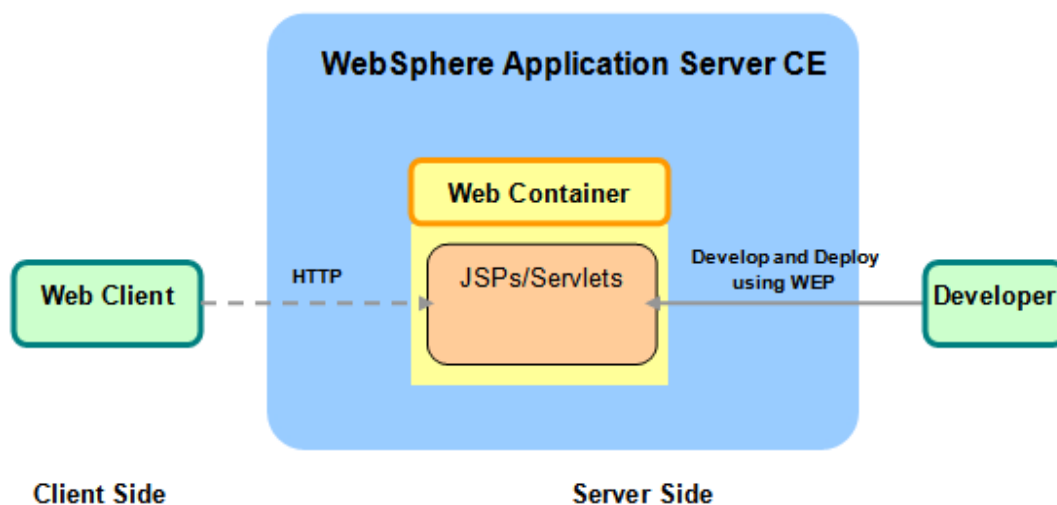 WebSphere Application Server CE
Web Container
JSPs/Servlets
HTTP
Develop and Deploy
using WEP
Web Client
Developer
Client Side
Server Side